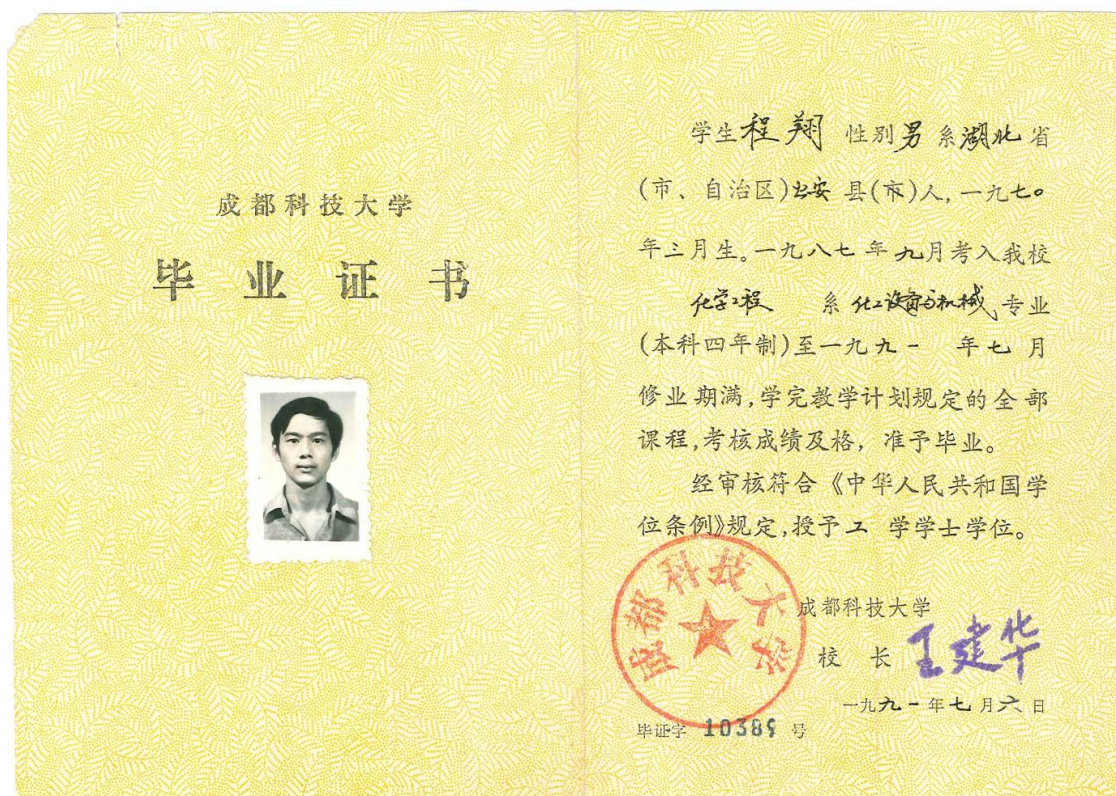 成都科技大学
毕业证书
学生程翔 性别男 系湖北省
(市、自治区)公安县(市)人,一九七〇
年三月生。一九八七年九月考入我校
化学工程 系 化工设备与机械 专业
(本科四年制)至一九九一 年七月
修业期满,学完教学计划规定的全部
课程,考核成绩及格, 准予毕业。
经审核符合《中华人民共和国学
位条例》规定,授予工 学学士学位。
成都科技大学
成都科技大学
校 长 王建华
一九九一年七月六日
毕证字 10389 号